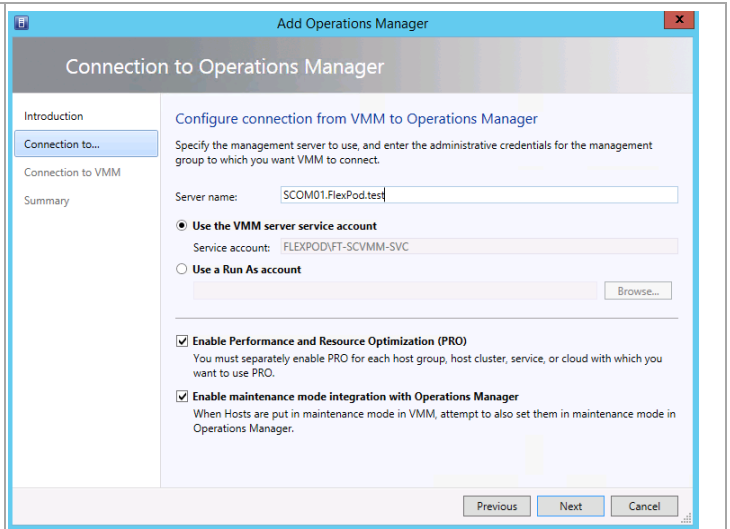 Add Operations Manager
x
Connection to Operations Manager
Introduction
Connection to...
Connection to VMM
Summary
Configure connection from VMM to Operations Manager
Specify the management server to use, and enter the administrative credentials for the management
group to which you want VMM to connect.
Server name: SCOM01.FlexPod.test
Use the VMM server service account
Service account: FLEXPOD\FT-SCVMM-SVC
Use a Run As account
Browse...
Enable Performance and Resource Optimization (PRO)
You must separately enable PRO for each host group, host cluster, service, or cloud with which you
want to use PRO.
Enable maintenance mode integration with Operations Manager
When Hosts are put in maintenance mode in VMM, attempt to also set them in maintenance mode in
Operations Manager.
Previous Next Cancel